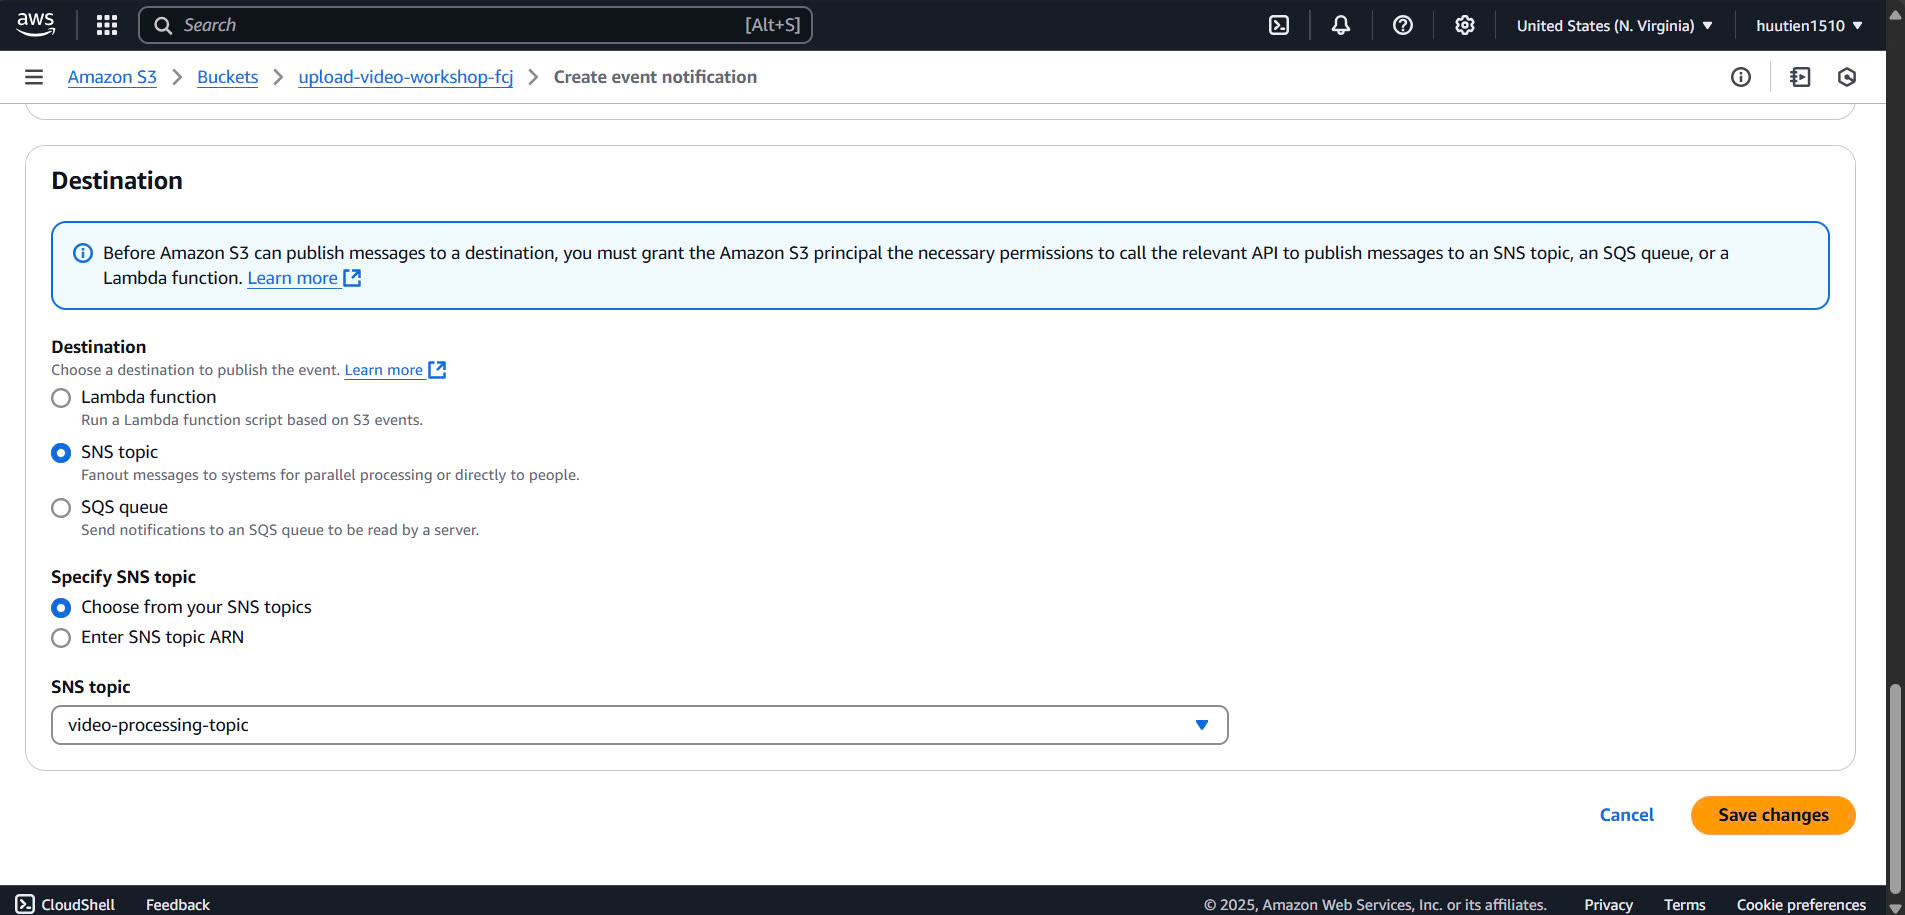 aws
Search [Alt+S]
United States (N. Virginia)
huutien1510
Amazon S3 > Buckets > upload-video-workshop-fcj > Create event notification
Destination
Before Amazon S3 can publish messages to a destination, you must grant the Amazon S3 principal the necessary permissions to call the relevant API to publish messages to an SNS topic, an SQS queue, or a
Lambda function. Learn more
Destination
Choose a destination to publish the event. Learn more
Lambda function
Run a Lambda function script based on S3 events.
SNS topic
Fanout messages to systems for parallel processing or directly to people.
SQS queue
Send notifications to an SQS queue to be read by a server.
Specify SNS topic
Choose from your SNS topics
Enter SNS topic ARN
SNS topic
video-processing-topic
Cancel
Save changes
CloudShell
Feedback
© 2025, Amazon Web Services, Inc. or its affiliates.
Privacy
Terms
Cookie preferences